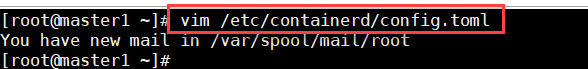 [root@master1 ~]# vim /etc/containerd/config.toml
You have new mail in /var/spool/mail/root
[root@master1 ~]#